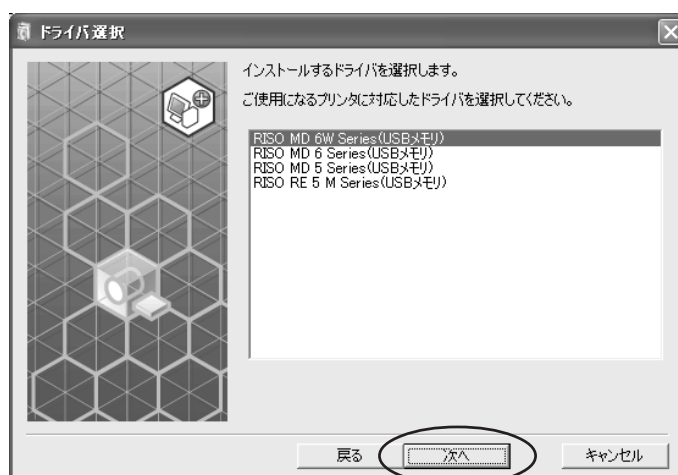 ドライバ選択
インストールするドライバを選択します。
ご使用になるプリンタに対応したドライバを選択してください。
RISO MD 6W Series(USBメモリ)
RISO MD 6 Series(USBメモリ)
RISO MD 5 Series(USBメモリ)
RISO RE 5 M Series(USBメモリ)
戻る 次へ キャンセル